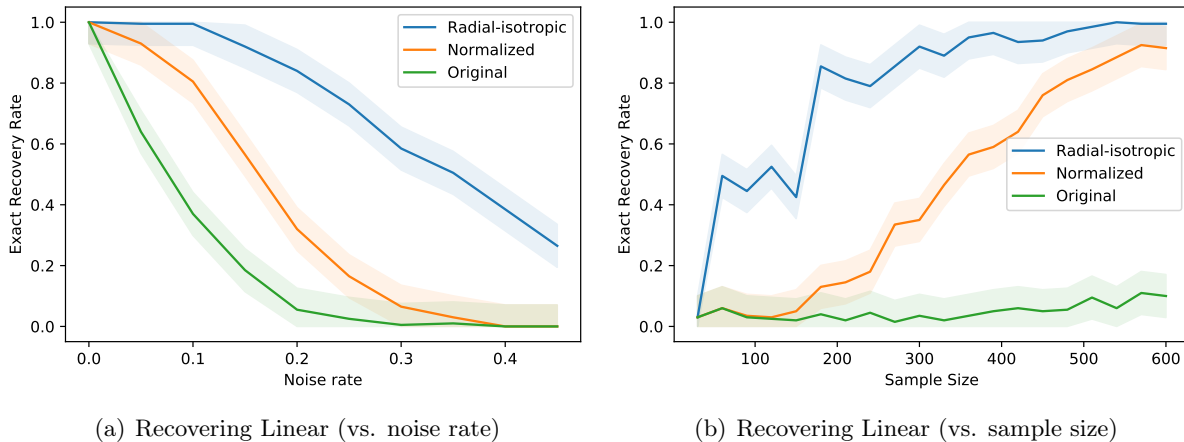 Exact Recovery Rate
1.0
0.8
0.6
0.4
0.2
0.0
Radial-isotropic
Normalized
Original
0.0 0.1 0.2 0.3 0.4
Noise rate
(a) Recovering Linear (vs. noise rate)
Exact Recovery Rate
1.0
0.8
0.6
0.4
0.2
0.0
Radial-isotropic
Normalized
Original
100 200 300 400 500 600
Sample Size
(b) Recovering Linear (vs. sample size)